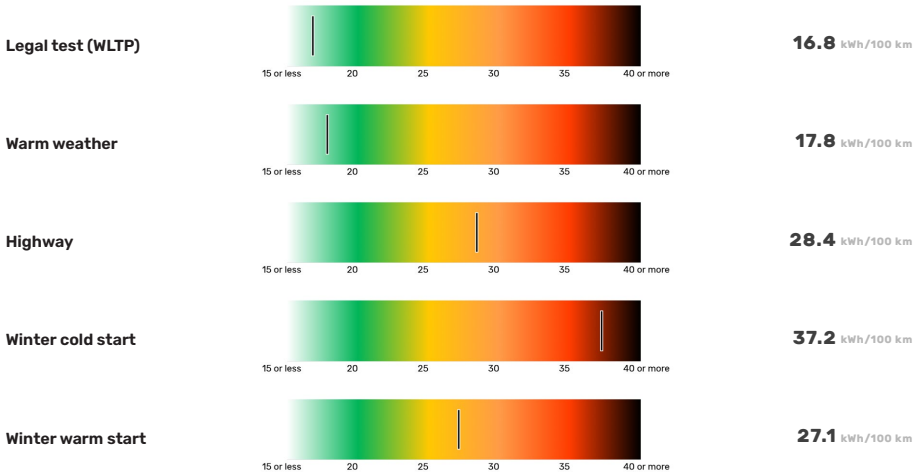 Legal test (WLTP)
16.8 kWh/100 km
15 or less 20 25 30 35 40 or more
Warm weather
17.8 kWh/100 km
15 or less 20 25 30 35 40 or more
Highway
28.4 kWh/100 km
15 or less 20 25 30 35 40 or more
Winter cold start
37.2 kWh/100 km
15 or less 20 25 30 35 40 or more
Winter warm start
27.1 kWh/100 km
15 or less 20 25 30 35 40 or more